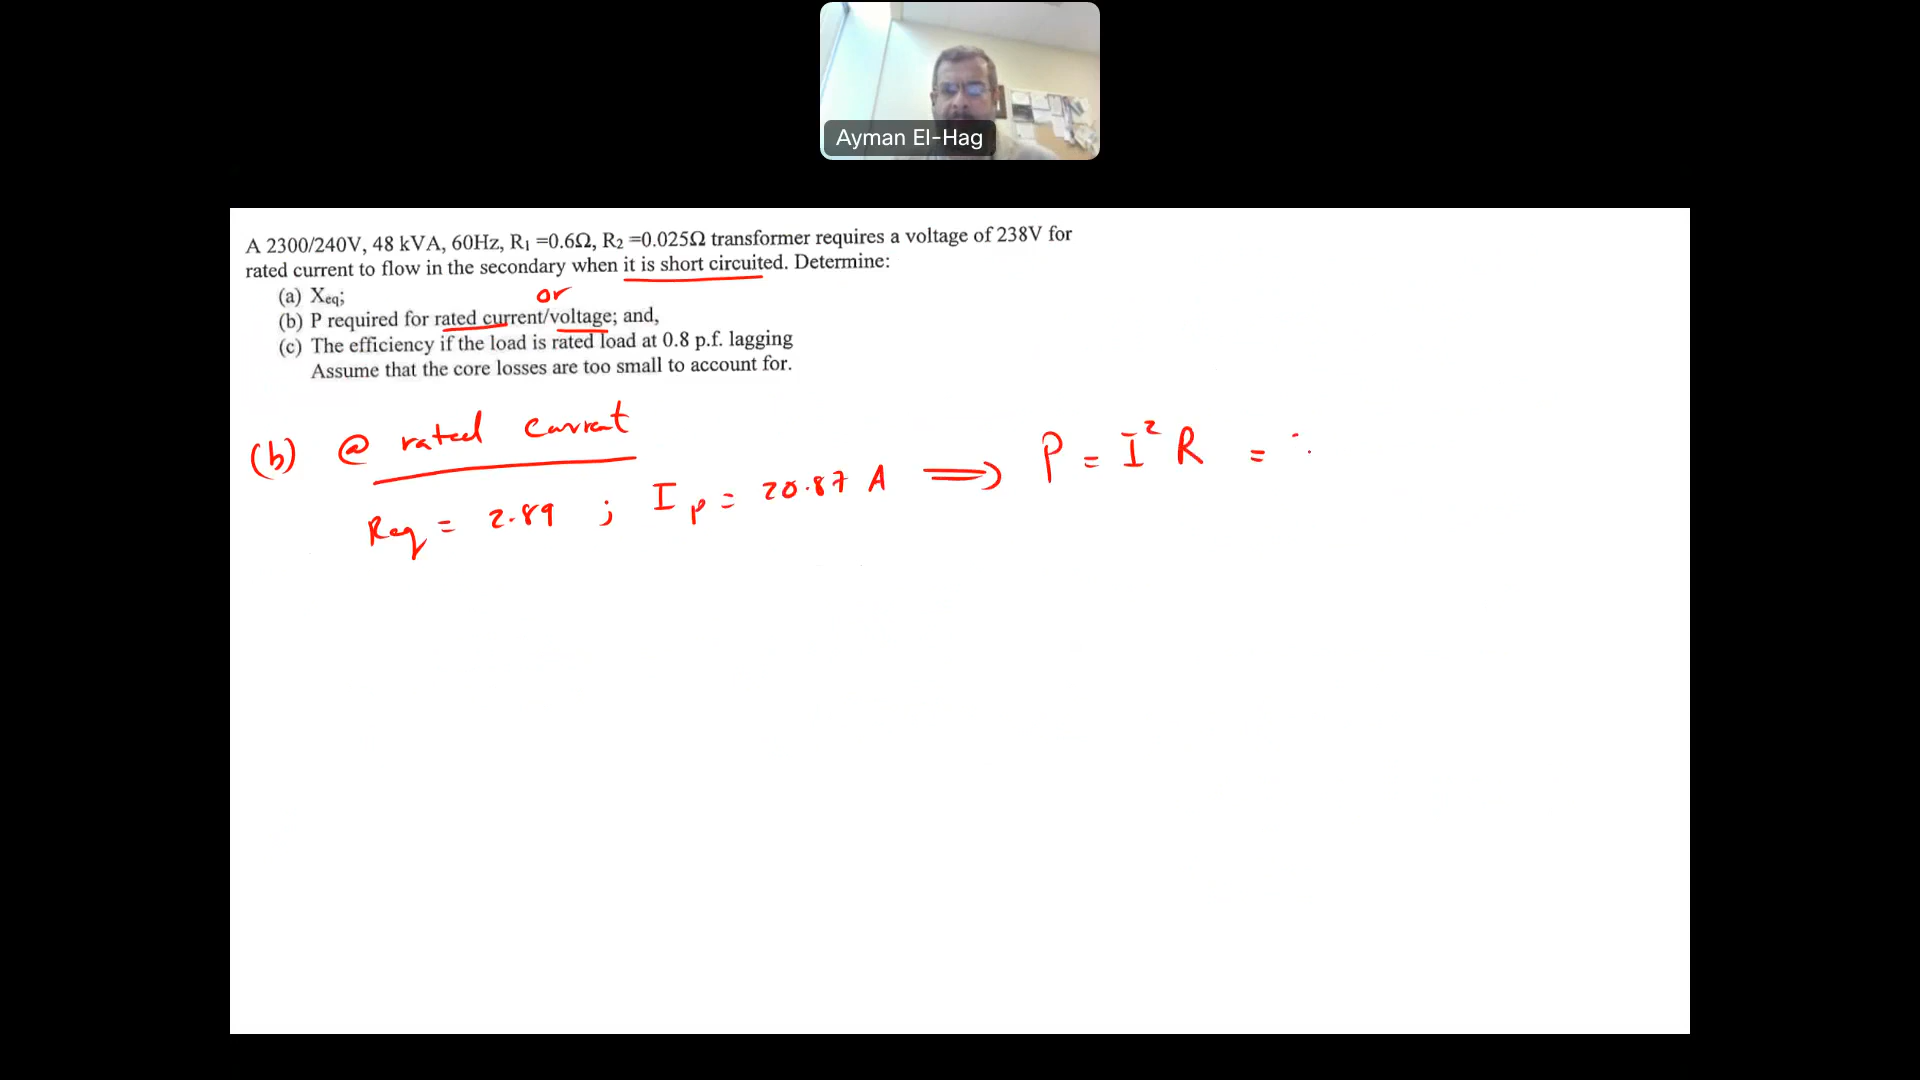 Ayman El-Hag
A 2300/240V, 48 kVA, 60Hz, R₁ =0.6Ω, R₂ =0.025Ω transformer requires a voltage of 238V for
rated current to flow in the secondary when it is short circuited. Determine:
(a) Xeq;
or
(b) P required for rated current/voltage; and,
(c) The efficiency if the load is rated load at 0.8 p.f. lagging
Assume that the core losses are too small to account for.
(b) @ rated current
Req = 2.89 ; Ip = 20.87 A ⟹ P = I² R =